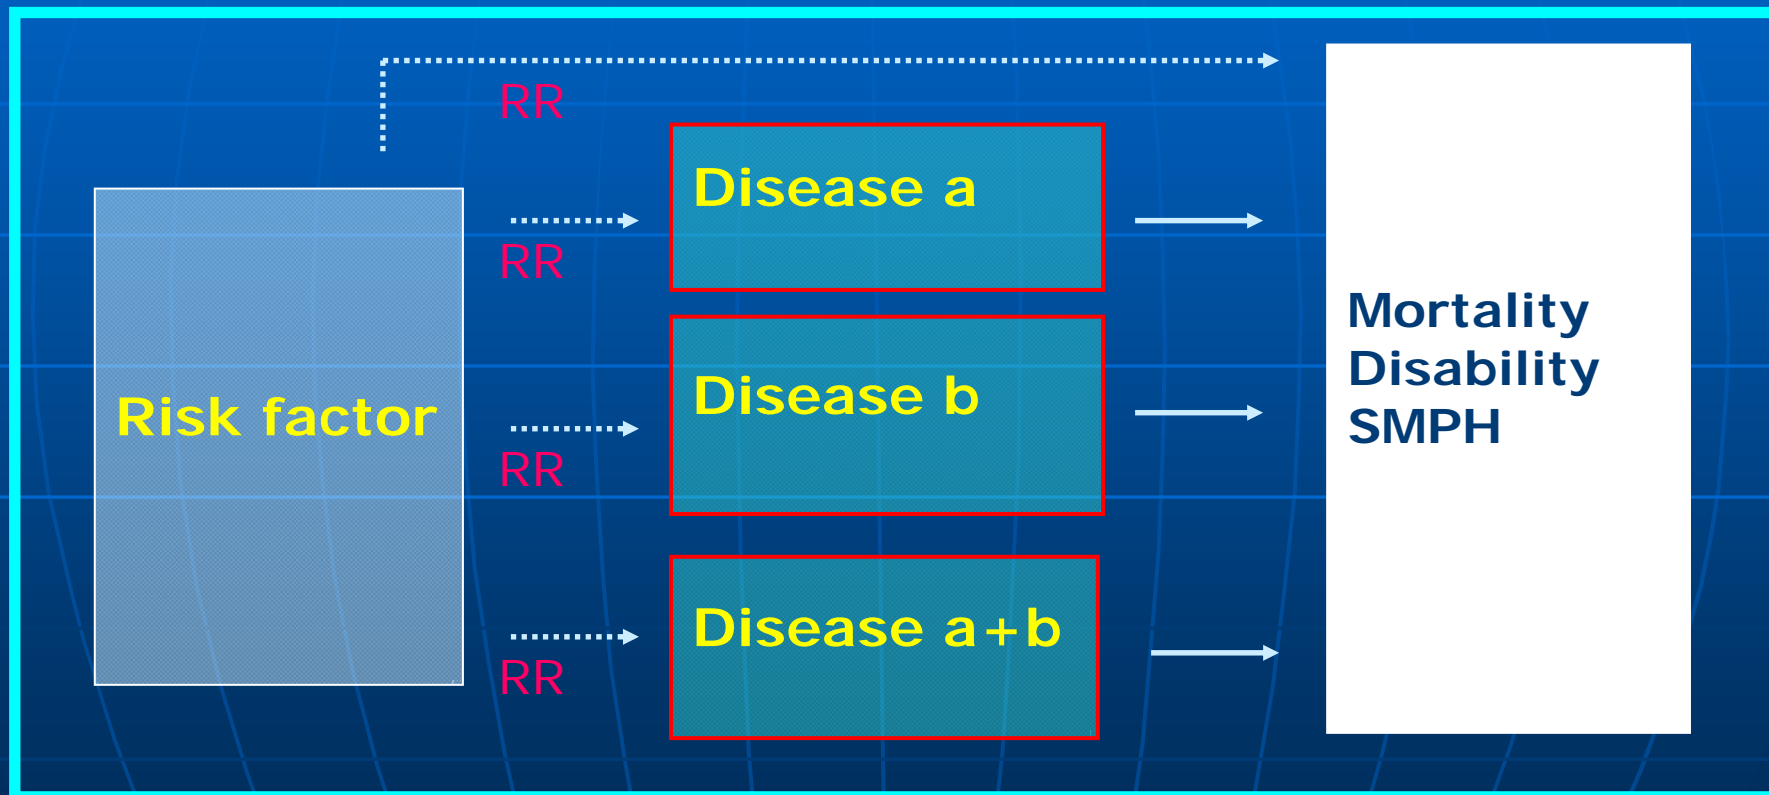 RR
Disease a
RR
Risk factor
Disease b
RR
Disease a+b
RR
Mortality
Disability
SMPH